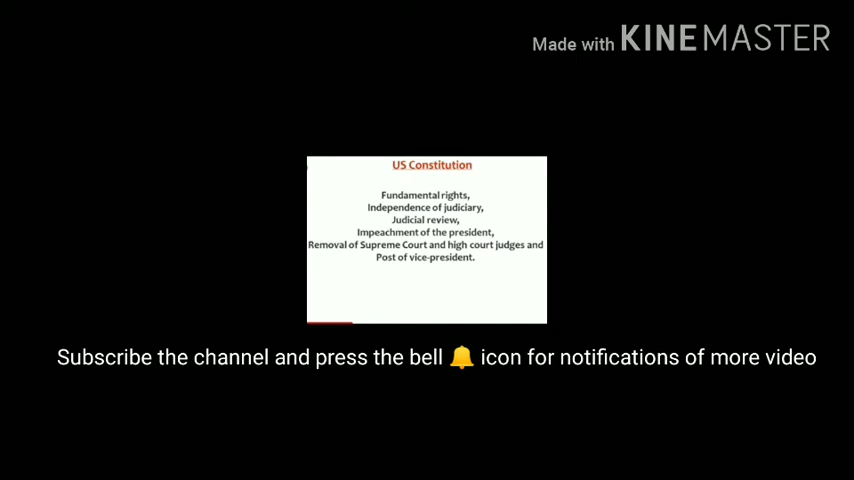 Made with KINEMASTER
US Constitution
Fundamental rights,
Independence of judiciary,
Judicial review,
Impeachment of the president,
Removal of Supreme Court and high court judges and
Post of vice-president.
Subscribe the channel and press the bell 🔔 icon for notifications of more video